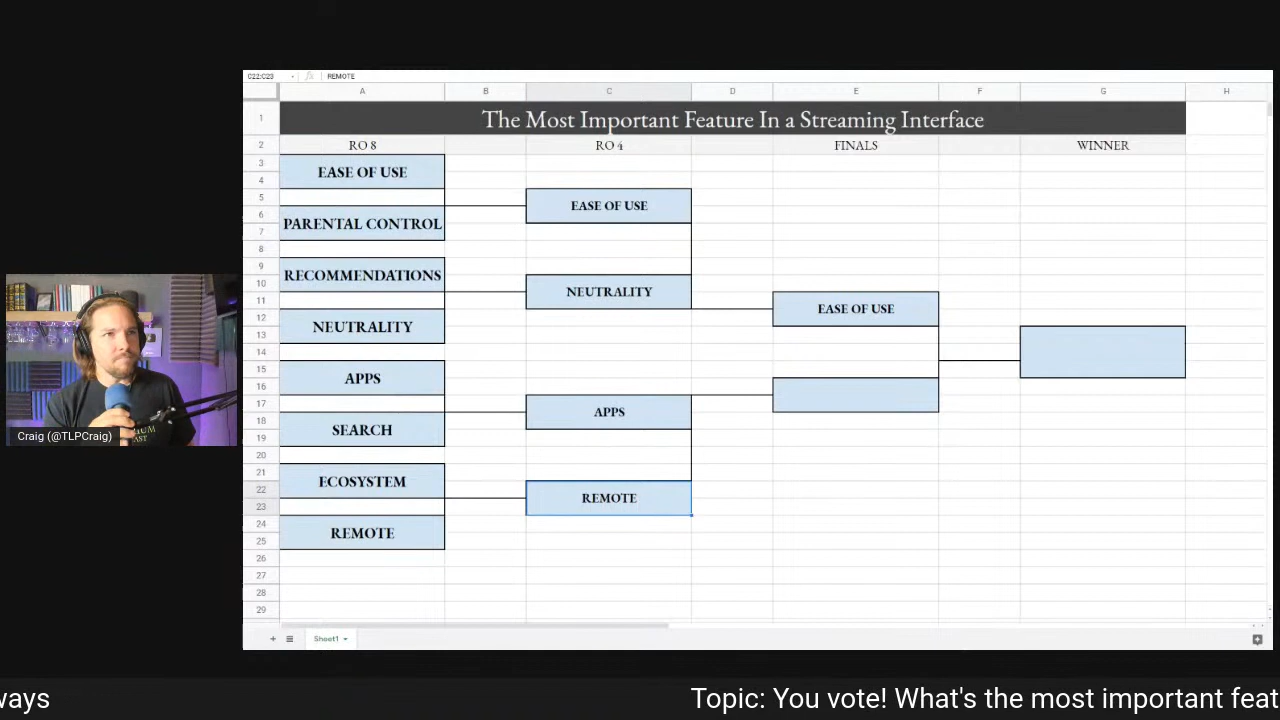 C22:C23 fx REMOTE
A B C D E F G H
1 The Most Important Feature In a Streaming Interface
2 RO 8 RO 4 FINALS WINNER
3
EASE OF USE
4
5
EASE OF USE
6
PARENTAL CONTROL
7
8
9
RECOMMENDATIONS
10
NEUTRALITY
11
EASE OF USE
12
NEUTRALITY
13
14
15
APPS
16
17
APPS
18
SEARCH
19
20
21
ECOSYSTEM
22
REMOTE
23
24
REMOTE
25
26
27
28
29
Sheet1
Craig (@TLPCraig)
ways Topic: You vote! What's the most important feat